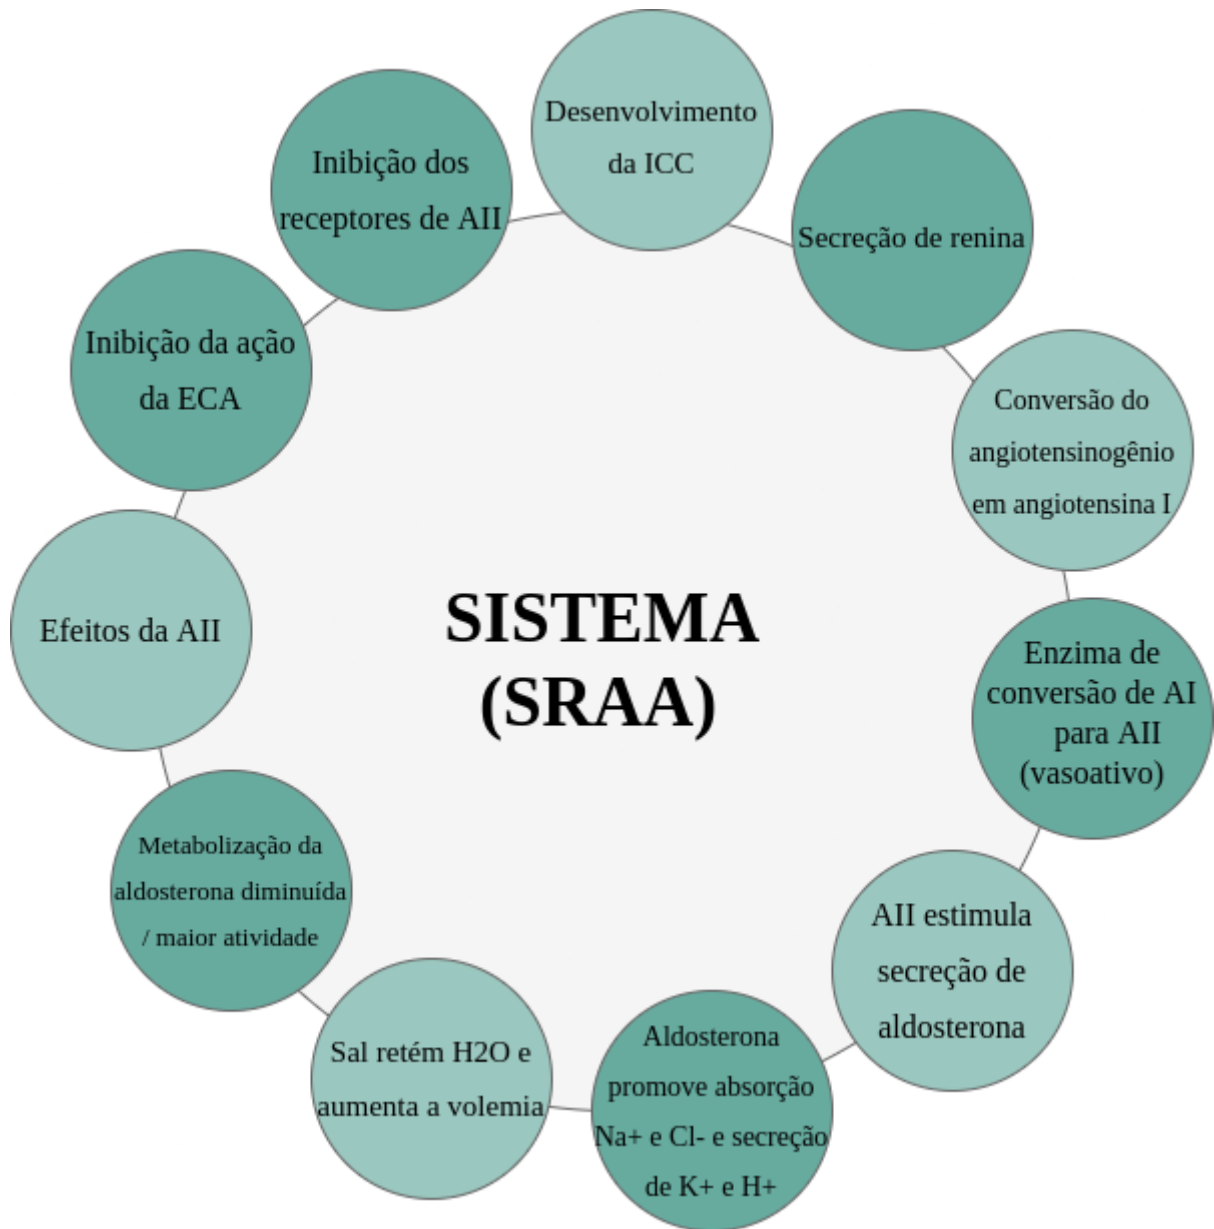 Desenvolvimento
da ICC
Secreção de renina
Conversão do
angiotensinogênio
em angiotensina I
Enzima de
conversão de AI
para AII
(vasoativo)
AII estimula
secreção de
aldosterona
Aldosterona
promove absorção
Na+ e Cl- e secreção
de K+ e H+
Sal retém H2O e
aumenta a volemia
Metabolização da
aldosterona diminuída
/ maior atividade
Efeitos da AII
Inibição da ação
da ECA
Inibição dos
receptores de AII
SISTEMA
(SRAA)